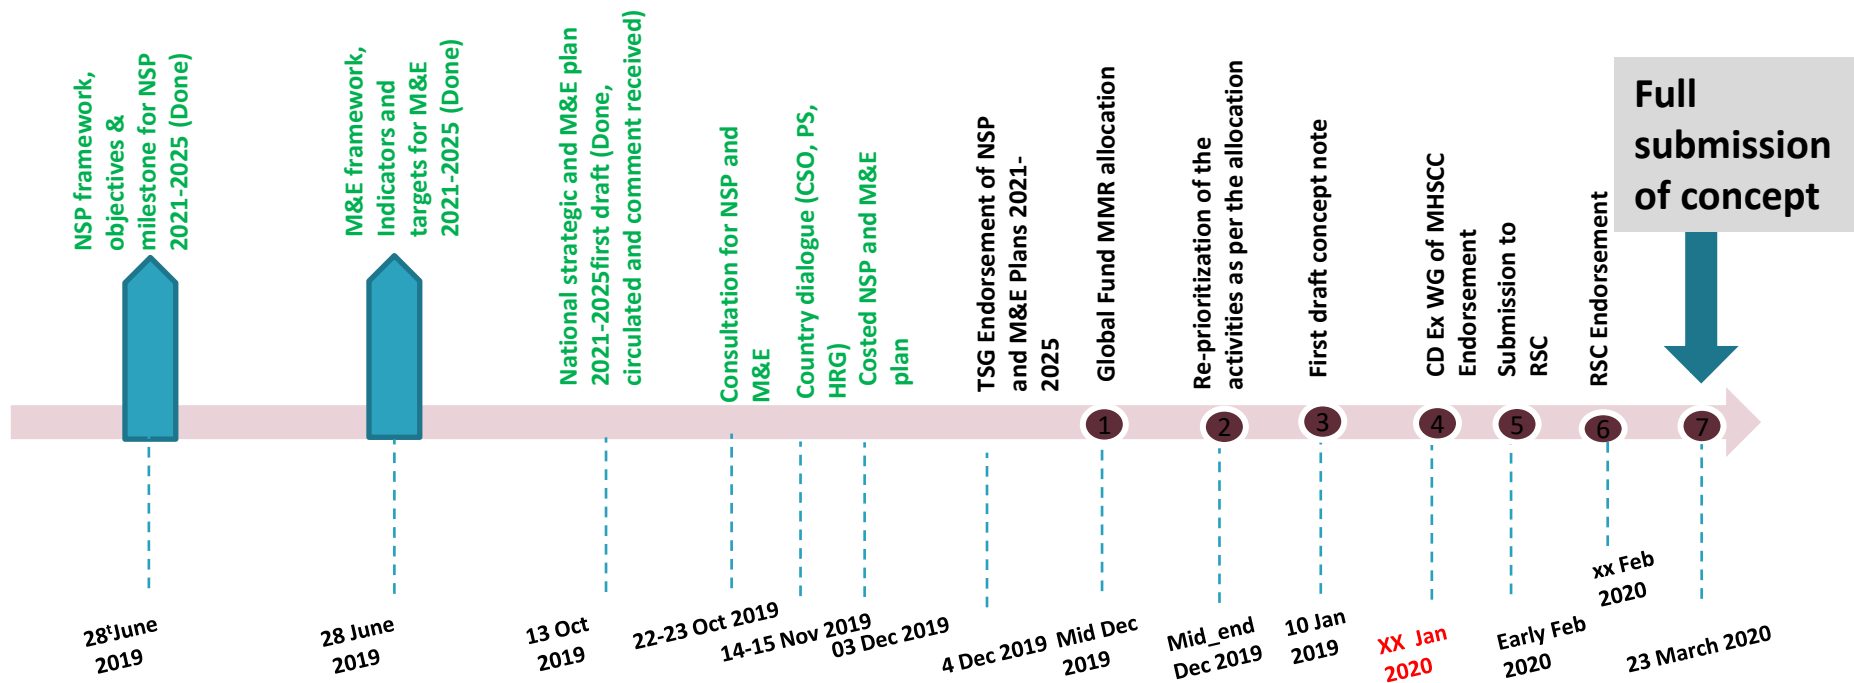 NSP framework,
objectives &
milestone for NSP
2021-2025 (Done)
M&E framework,
Indicators and
targets for M&E
2021-2025 (Done)
National strategic and M&E plan
2021-2025first draft (Done,
circulated and comment received)
Consultation for NSP and
M&E
Country dialogue (CSO, PS,
HRG)
Costed NSP and M&E
plan
TSG Endorsement of NSP
and M&E Plans 2021-
2025
Global Fund MMR allocation
Re-prioritization of the
activities as per the allocation
First draft concept note
CD Ex WG of MHSCC
Endorsement
Submission to
RSC
RSC Endorsement
Full
submission
of concept
1
2
3
4
5
6
7
28t June
2019
28 June
2019
13 Oct
2019
22-23 Oct 2019
14-15 Nov 2019
03 Dec 2019
4 Dec 2019
Mid Dec
2019
Mid_end
Dec 2019
10 Jan
2019
XX Jan
2020
Early Feb
2020
xx Feb
2020
23 March 2020